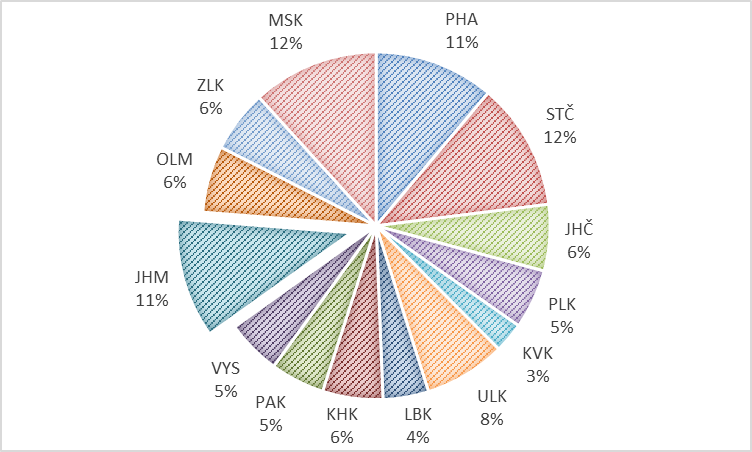 PHA
11%
STČ
12%
JHČ
6%
PLK
5%
KVK
3%
ULK
8%
LBK
4%
KHK
6%
PAK
5%
VYS
5%
JHM
11%
OLM
6%
ZLK
6%
MSK
12%